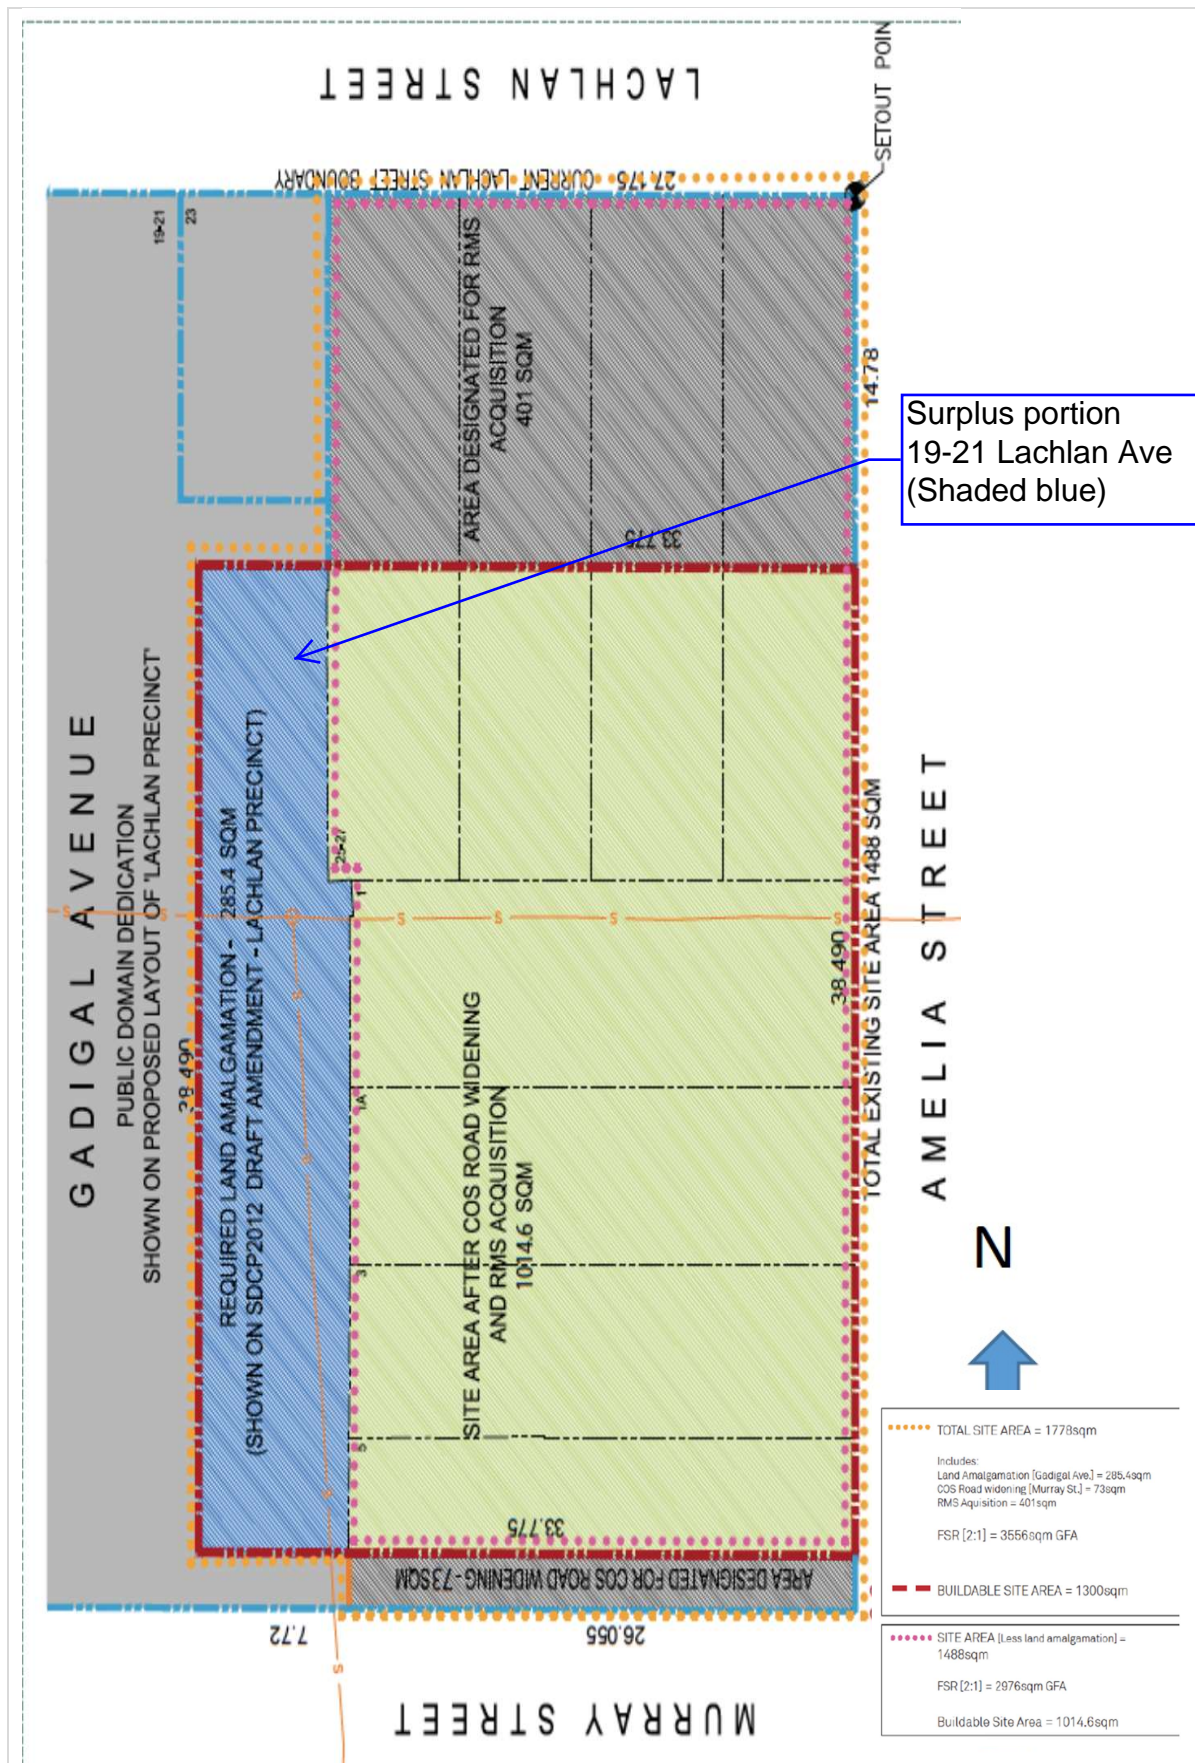 LACHLAN STREET
SETOUT POIN
27.175 CURRENT LACHLAN STREET BOUNDARY
19-21
23
AREA DESIGNATED FOR RMS
ACQUISITION
401 SQM
14.78
Surplus portion
19-21 Lachlan Ave
(Shaded blue)
33.775
GADIGAL AVENUE
PUBLIC DOMAIN DEDICATION
SHOWN ON PROPOSED LAYOUT OF 'LACHLAN PRECINCT'
38.490
REQUIRED LAND AMALGAMATION - 285.4 SQM
(SHOWN ON SDCP2012 DRAFT AMENDMENT - LACHLAN PRECINCT)
25-27
1
S
S
S
S
S
S
1A
3
5
SITE AREA AFTER COS ROAD WIDENING
AND RMS ACQUISITION
1014.6 SQM
38.490
TOTAL EXISTING SITE AREA 1488 SQM
AMELIA STREET
N
33.775
AREA DESIGNATED FOR COS ROAD WIDENING - 73SQM
7.72
26.055
S
MURRAY STREET
TOTAL SITE AREA = 1778sqm
Includes:
Land Amalgamation [Gadigal Ave.] = 285.4sqm
COS Road widening [Murray St.] = 73sqm
RMS Aquisition = 401sqm
FSR [2:1] = 3556sqm GFA
BUILDABLE SITE AREA = 1300sqm
SITE AREA [Less land amalgamation] =
1488sqm
FSR [2:1] = 2976sqm GFA
Buildable Site Area = 1014.6sqm